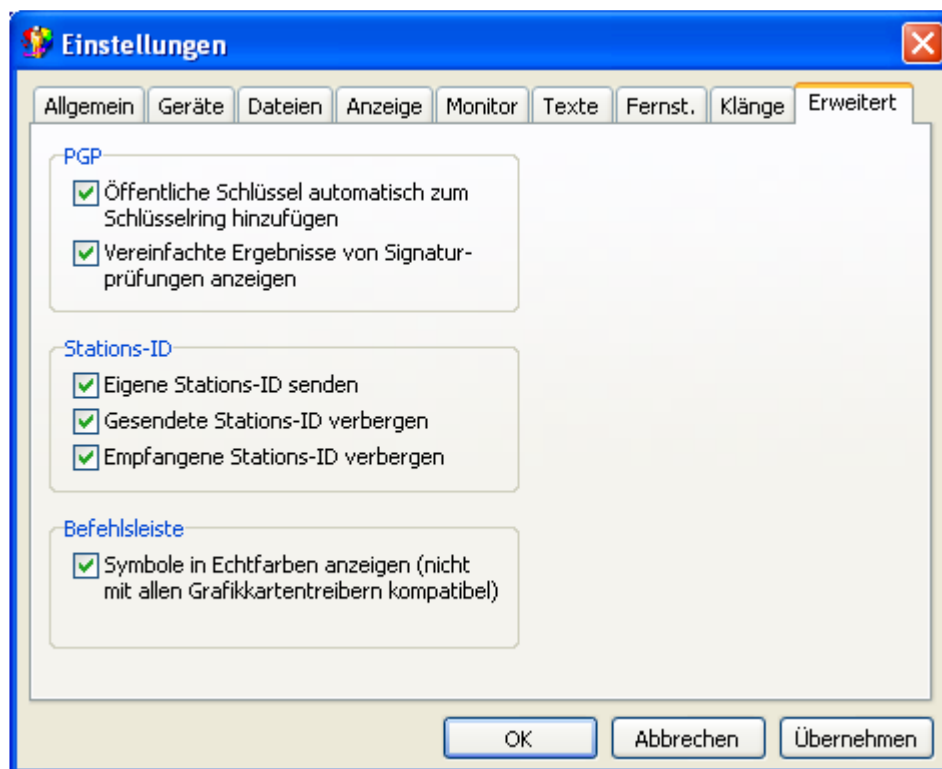 Einstellungen
Allgemein Geräte Dateien Anzeige Monitor Texte Fernst. Klänge Erweitert
PGP
Öffentliche Schlüssel automatisch zum
Schlüsselring hinzufügen
Vereinfachte Ergebnisse von Signatur-
prüfungen anzeigen
Stations-ID
Eigene Stations-ID senden
Gesendete Stations-ID verbergen
Empfangene Stations-ID verbergen
Befehlsleiste
Symbole in Echtfarben anzeigen (nicht
mit allen Grafikkartentreibern kompatibel)
OK Abbrechen Übernehmen